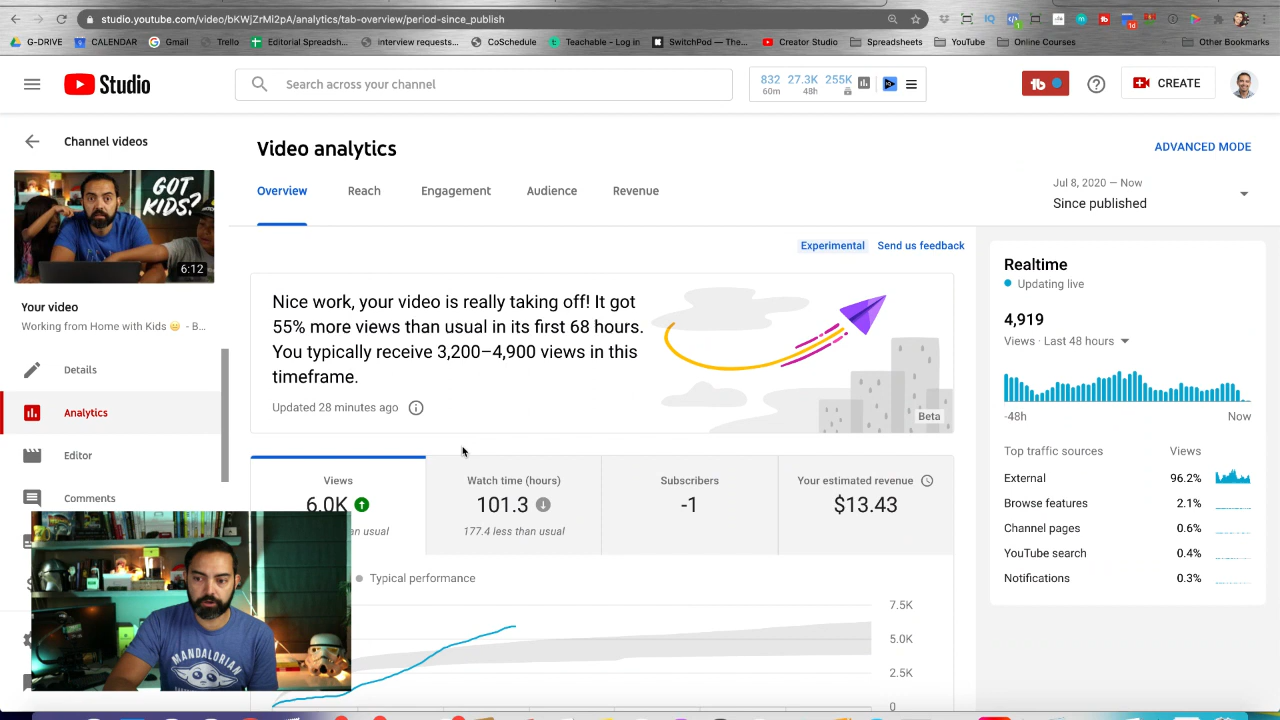 studio.youtube.com/video/bKWjZrMi2pA/analytics/tab-overview/period-since_publish
G-DRIVE CALENDAR Gmail Trello Editorial Spreadsh... interview requests... CoSchedule Teachable - Log in SwitchPod — The... Creator Studio Spreadsheets YouTube Online Courses Other Bookmarks
Studio
Search across your channel
832 27.3K 255K
60m 48h
tb
CREATE
Channel videos
GOT
KIDS?
6:12
Your video
Working from Home with Kids 😐 - B...
Details
Analytics
Editor
Comments
Video analytics
ADVANCED MODE
Overview Reach Engagement Audience Revenue
Jul 8, 2020 — Now
Since published
Experimental Send us feedback
Nice work, your video is really taking off! It got
55% more views than usual in its first 68 hours.
You typically receive 3,200–4,900 views in this
timeframe.
Updated 28 minutes ago
Beta
Views
6.0K
an usual
Watch time (hours)
101.3
177.4 less than usual
Subscribers
-1
Your estimated revenue
$13.43
Typical performance
7.5K
5.0K
2.5K
0
Realtime
Updating live
4,919
Views · Last 48 hours
-48h Now
Top traffic sources Views
External 96.2%
Browse features 2.1%
Channel pages 0.6%
YouTube search 0.4%
Notifications 0.3%
MANDALORIAN